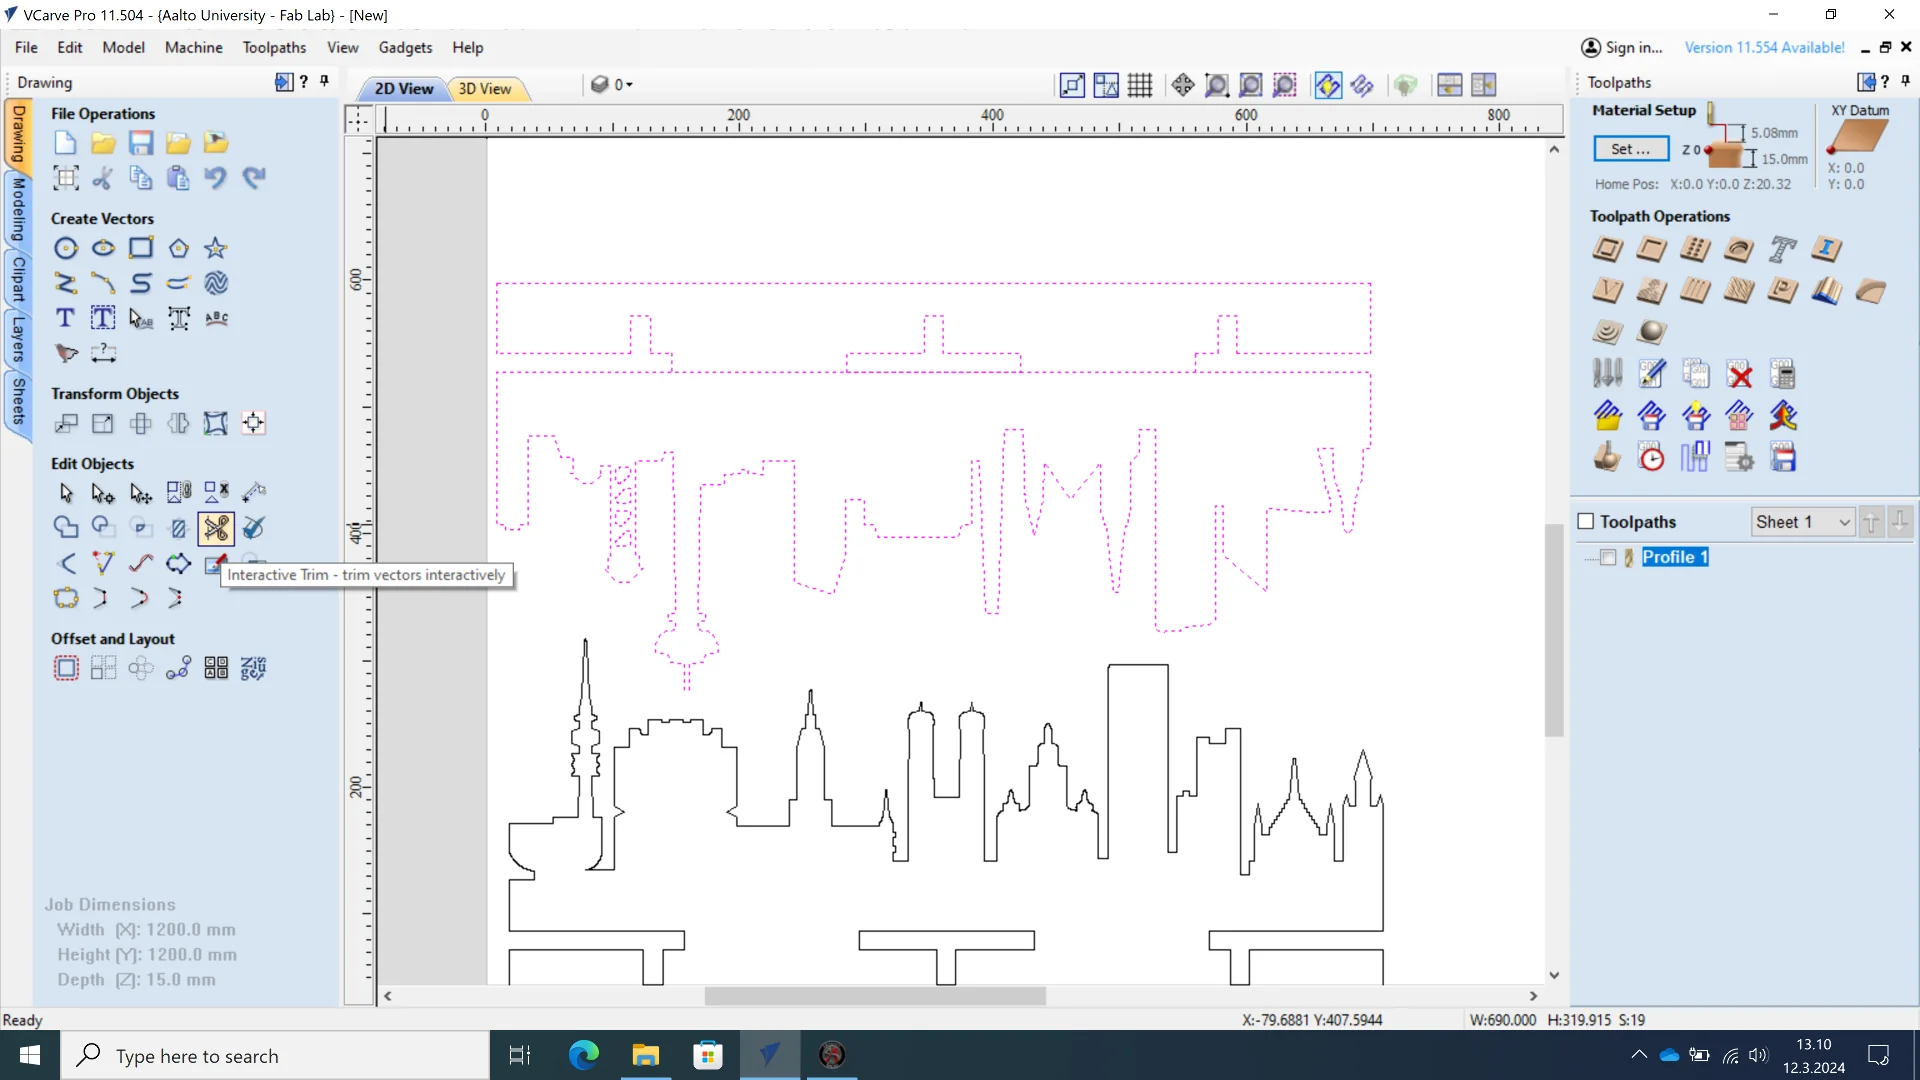 VCarve Pro 11.504 - {Aalto University - Fab Lab} - [New]
File Edit Model Machine Toolpaths View Gadgets Help
Sign in... Version 11.554 Available!
Drawing
2D View 3D View 0
Toolpaths
Drawing
Modeling
Clipart
Layers
Sheets
File Operations
Create Vectors
Transform Objects
Edit Objects
Interactive Trim - trim vectors interactively
Offset and Layout
Job Dimensions
Width (X): 1200.0 mm
Height (Y): 1200.0 mm
Depth (Z): 15.0 mm
0 200 400 600 800
600
400
200
Material Setup
XY Datum
Set ...
Z 0
5.08mm
15.0mm
X: 0.0
Y: 0.0
Home Pos: X:0.0 Y:0.0 Z:20.32
Toolpath Operations
Toolpaths Sheet 1
Profile 1
Ready
X:-79.6881 Y:407.5944
W:690.000 H:319.915 S:19
Type here to search
13.10
12.3.2024